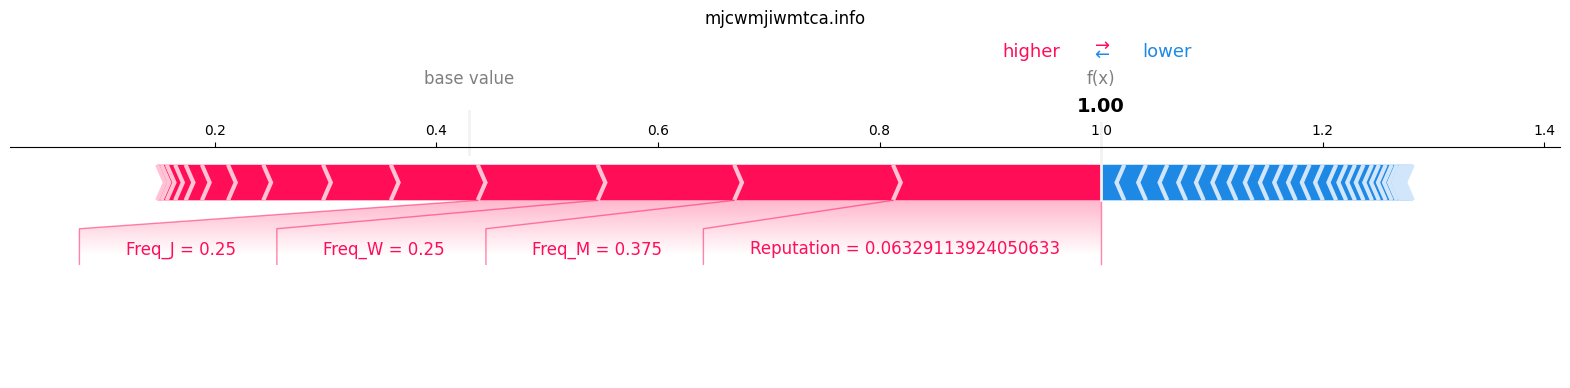 mjcwmjiwmtca.info
higher ⇄ lower
base value f(x)
1.00
0.2 0.4 0.6 0.8 1.0 1.2 1.4
Freq_J = 0.25 Freq_W = 0.25 Freq_M = 0.375 Reputation = 0.06329113924050633